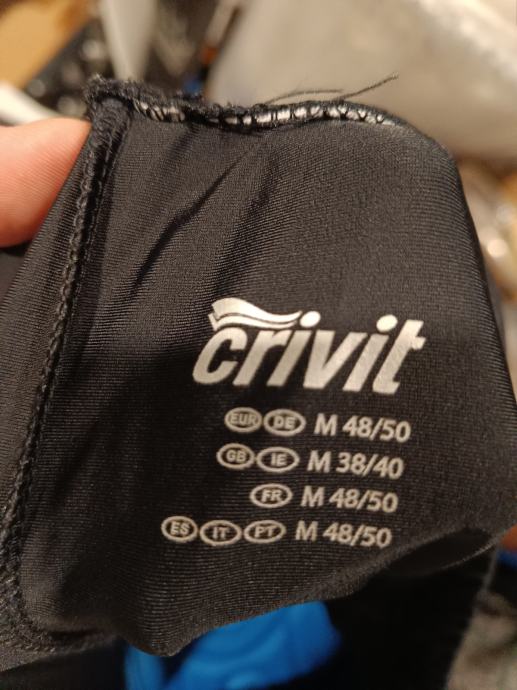 crivit
EUR DE M 48/50
GB IE M 38/40
FR M 48/50
ES IT PT M 48/50